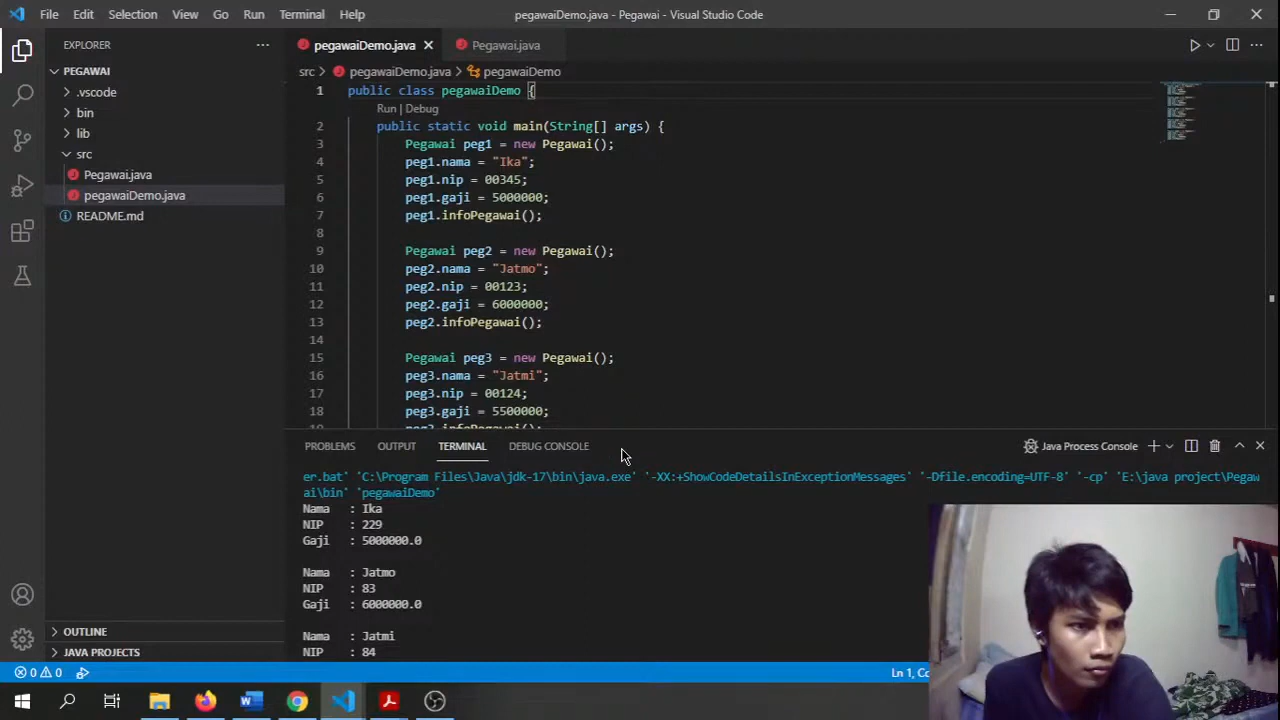 File Edit Selection View Go Run Terminal Help pegawaiDemo.java - Pegawai - Visual Studio Code
EXPLORER
PEGAWAI
.vscode
bin
lib
src
Pegawai.java
pegawaiDemo.java
README.md
OUTLINE
JAVA PROJECTS
pegawaiDemo.java Pegawai.java
src > pegawaiDemo.java > pegawaiDemo
1 public class pegawaiDemo {
Run | Debug
2 public static void main(String[] args) {
3 Pegawai peg1 = new Pegawai();
4 peg1.nama = "Ika";
5 peg1.nip = 00345;
6 peg1.gaji = 5000000;
7 peg1.infoPegawai();
8
9 Pegawai peg2 = new Pegawai();
10 peg2.nama = "Jatmo";
11 peg2.nip = 00123;
12 peg2.gaji = 6000000;
13 peg2.infoPegawai();
14
15 Pegawai peg3 = new Pegawai();
16 peg3.nama = "Jatmi";
17 peg3.nip = 00124;
18 peg3.gaji = 5500000;
PROBLEMS OUTPUT TERMINAL DEBUG CONSOLE Java Process Console
er.bat' 'C:\Program Files\Java\jdk-17\bin\java.exe' '-XX:+ShowCodeDetailsInExceptionMessages' '-Dfile.encoding=UTF-8' '-cp' 'E:\java project\Pegaw
ai\bin' 'pegawaiDemo'
Nama : Ika
NIP : 229
Gaji : 5000000.0
Nama : Jatmo
NIP : 83
Gaji : 6000000.0
Nama : Jatmi
NIP : 84
0 0 Ln 1,